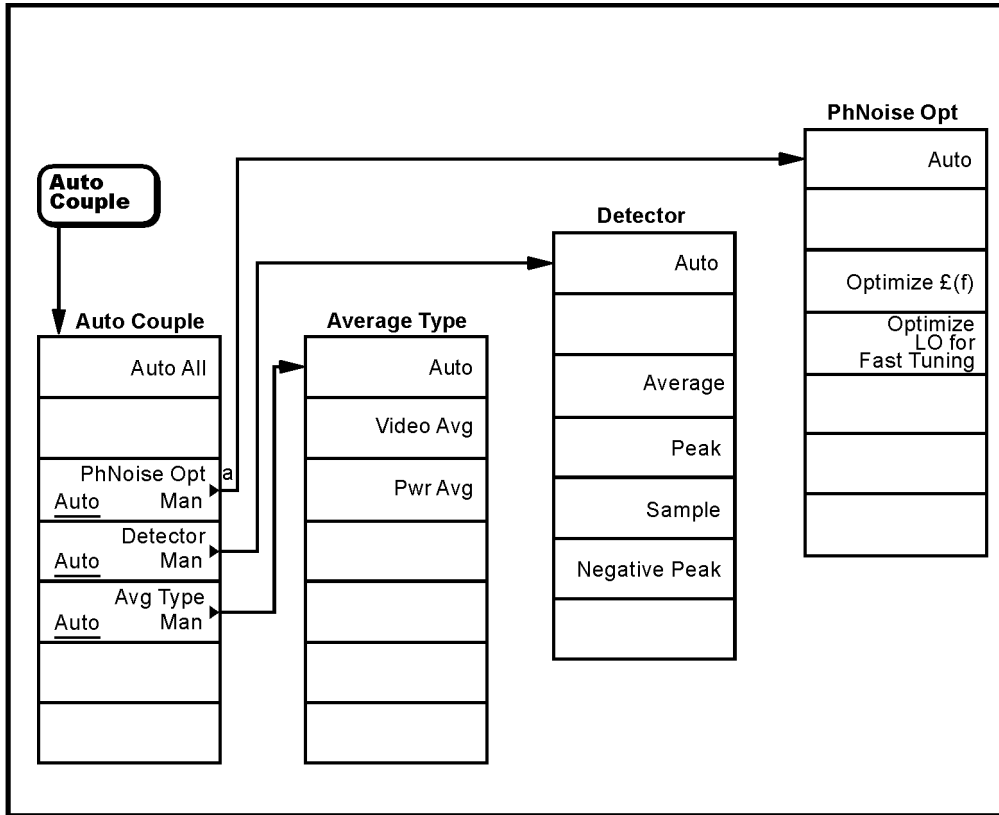 Auto
Couple
Auto Couple
Auto All
PhNoise Opt a
Auto Man
Detector
Auto Man
Avg Type
Auto Man
Average Type
Auto
Video Avg
Pwr Avg
Detector
Auto
Average
Peak
Sample
Negative Peak
PhNoise Opt
Auto
Optimize £(f)
Optimize
LO for
Fast Tuning